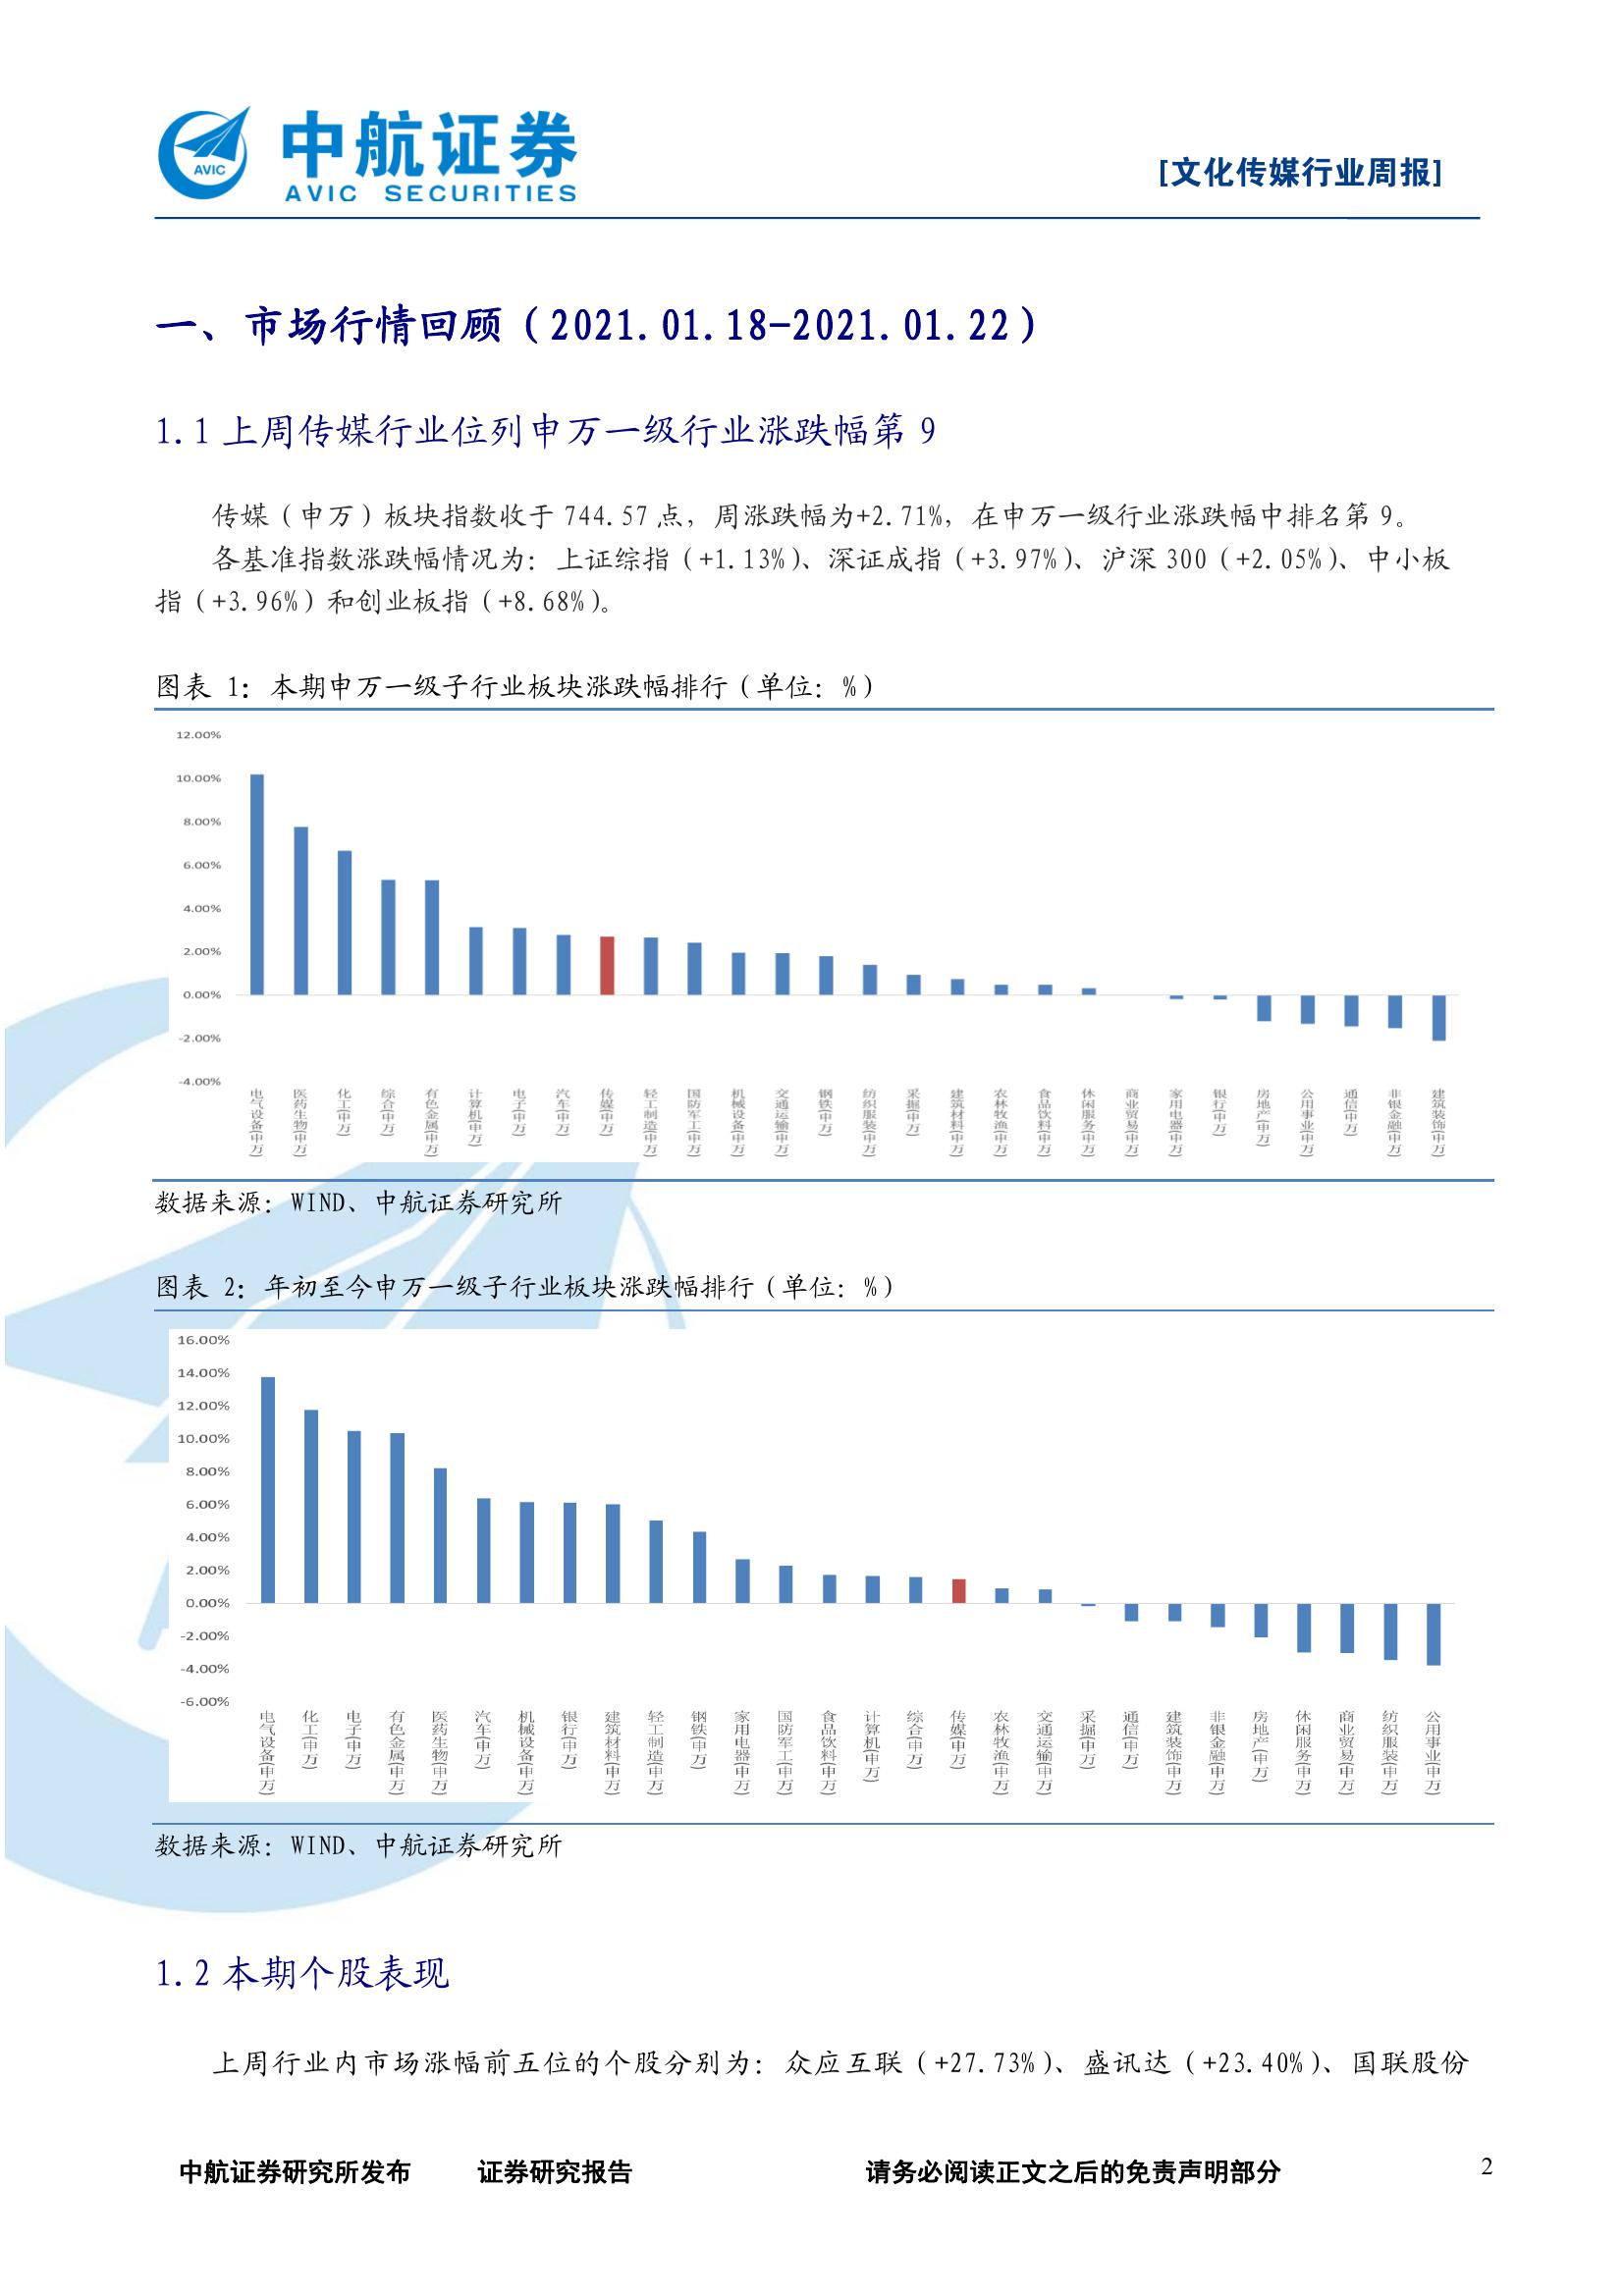 AVIC
中航证券
AVIC SECURITIES
[文化传媒行业周报]
一、市场行情回顾（2021.01.18-2021.01.22）
1.1 上周传媒行业位列申万一级行业涨跌幅第 9
传媒（申万）板块指数收于 744.57 点，周涨跌幅为+2.71%，在申万一级行业涨跌幅中排名第 9。
各基准指数涨跌幅情况为：上证综指（+1.13%）、深证成指（+3.97%）、沪深 300（+2.05%）、中小板
指（+3.96%）和创业板指（+8.68%）。
图表 1：本期申万一级子行业板块涨跌幅排行（单位：%）
12.00%
10.00%
8.00%
6.00%
4.00%
2.00%
0.00%
-2.00%
-4.00%
电气设备(申万)
医药生物(申万)
化工(申万)
综合(申万)
有色金属(申万)
计算机(申万)
电子(申万)
汽车(申万)
传媒(申万)
轻工制造(申万)
国防军工(申万)
机械设备(申万)
交通运输(申万)
钢铁(申万)
纺织服装(申万)
采掘(申万)
建筑材料(申万)
农林牧渔(申万)
食品饮料(申万)
休闲服务(申万)
商业贸易(申万)
家用电器(申万)
银行(申万)
房地产(申万)
公用事业(申万)
通信(申万)
非银金融(申万)
建筑装饰(申万)
数据来源：WIND、中航证券研究所
图表 2：年初至今申万一级子行业板块涨跌幅排行（单位：%）
16.00%
14.00%
12.00%
10.00%
8.00%
6.00%
4.00%
2.00%
0.00%
-2.00%
-4.00%
-6.00%
电气设备(申万)
化工(申万)
电子(申万)
有色金属(申万)
医药生物(申万)
汽车(申万)
机械设备(申万)
银行(申万)
建筑材料(申万)
轻工制造(申万)
钢铁(申万)
家用电器(申万)
国防军工(申万)
食品饮料(申万)
计算机(申万)
综合(申万)
传媒(申万)
农林牧渔(申万)
交通运输(申万)
采掘(申万)
通信(申万)
建筑装饰(申万)
非银金融(申万)
房地产(申万)
休闲服务(申万)
商业贸易(申万)
纺织服装(申万)
公用事业(申万)
数据来源：WIND、中航证券研究所
1.2 本期个股表现
上周行业内市场涨幅前五位的个股分别为：众应互联（+27.73%）、盛讯达（+23.40%）、国联股份
中航证券研究所发布 证券研究报告 请务必阅读正文之后的免责声明部分 2